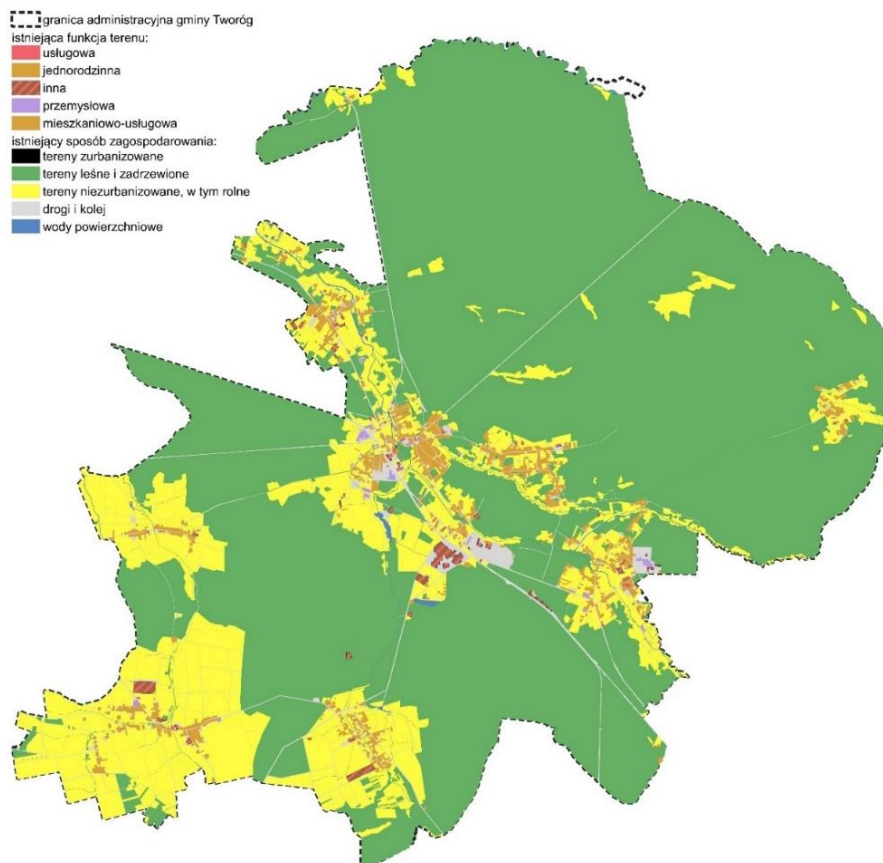 granica administracyjna gminy Tworóg
istniejąca funkcja terenu:
usługowa
jednorodzinna
inna
przemysłowa
mieszkaniowo-usługowa
istniejący sposób zagospodarowania:
tereny zurbanizowane
tereny leśne i zadrzewione
tereny niezurbanizowane, w tym rolne
drogi i kolej
wody powierzchniowe